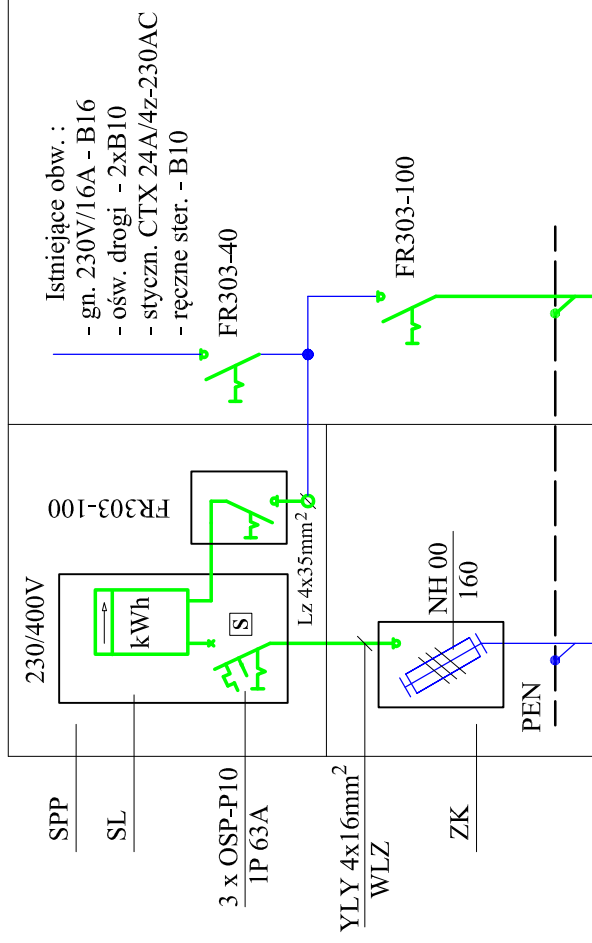 Istniejące obw. :
- gn. 230V/16A - B16
- ośw. drogi - 2xB10
- styczn. CTX 24A/4z-230AC
- ręczne ster. - B10
FR303-40
FR303-100
FR303-100
230/400V
kWh
S
Lz 4x35mm²
SPP
SL
3 x OSP-P10
1P 63A
YLY 4x16mm²
WLZ
NH 00
160
PEN
ZK